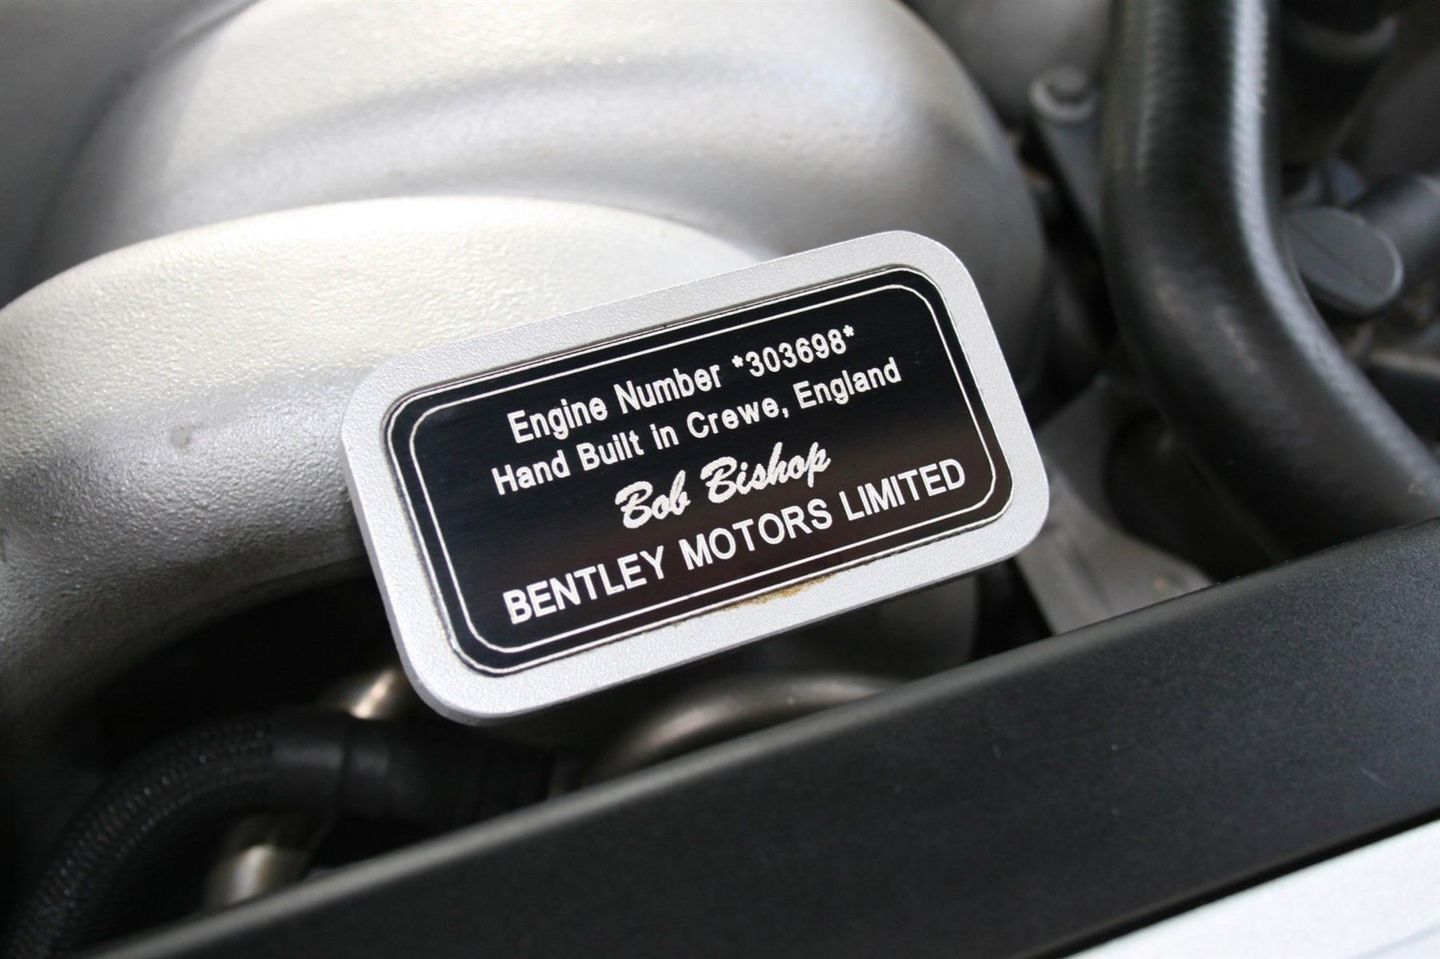 Engine Number *303698*
Hand Built in Crewe, England
Bob Bishop
BENTLEY MOTORS LIMITED